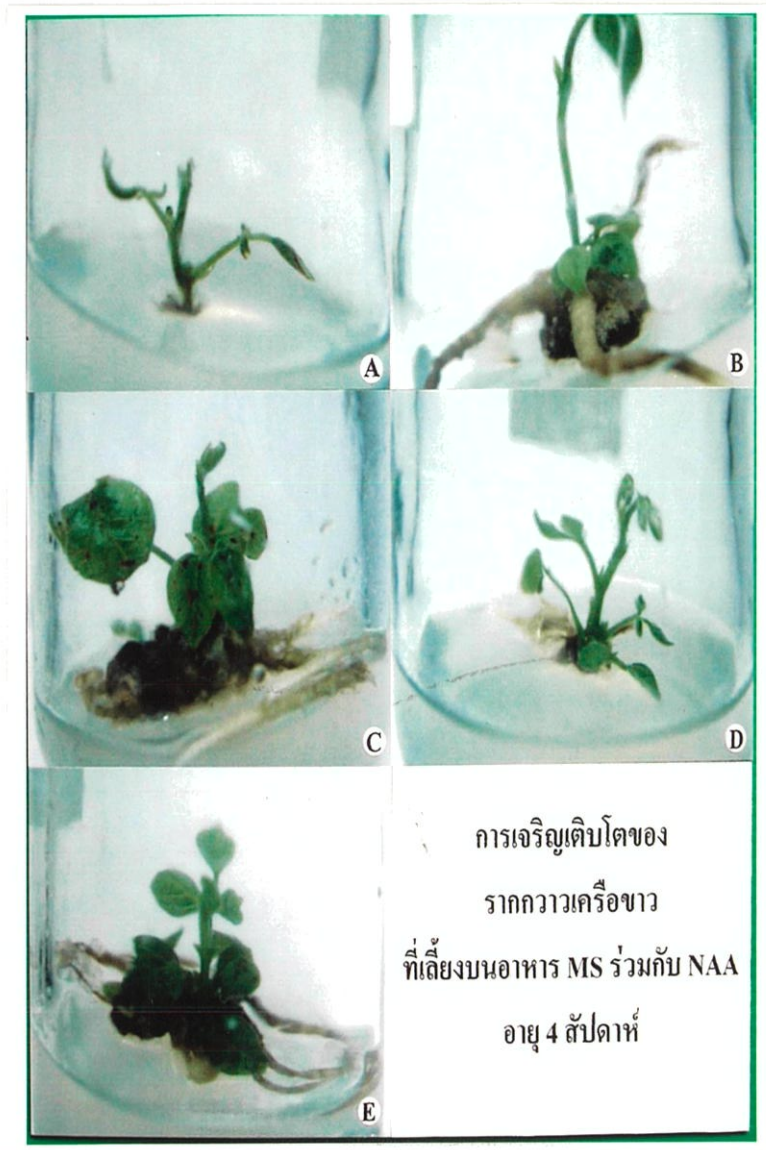 A
B
C
D
E
การเจริญเติบโตของ
รากกวาวเครือขาว
ที่เลี้ยงบนอาหาร MS ร่วมกับ NAA
อายุ 4 สัปดาห์